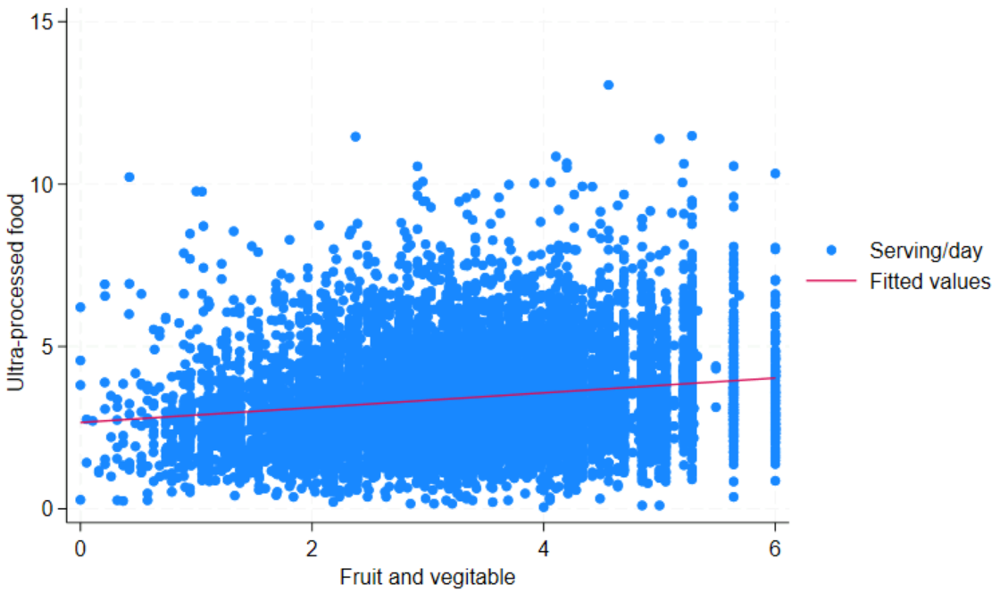 15
10
5
0
Ultra-processed food
0 2 4 6
Fruit and vegitable
Serving/day
Fitted values